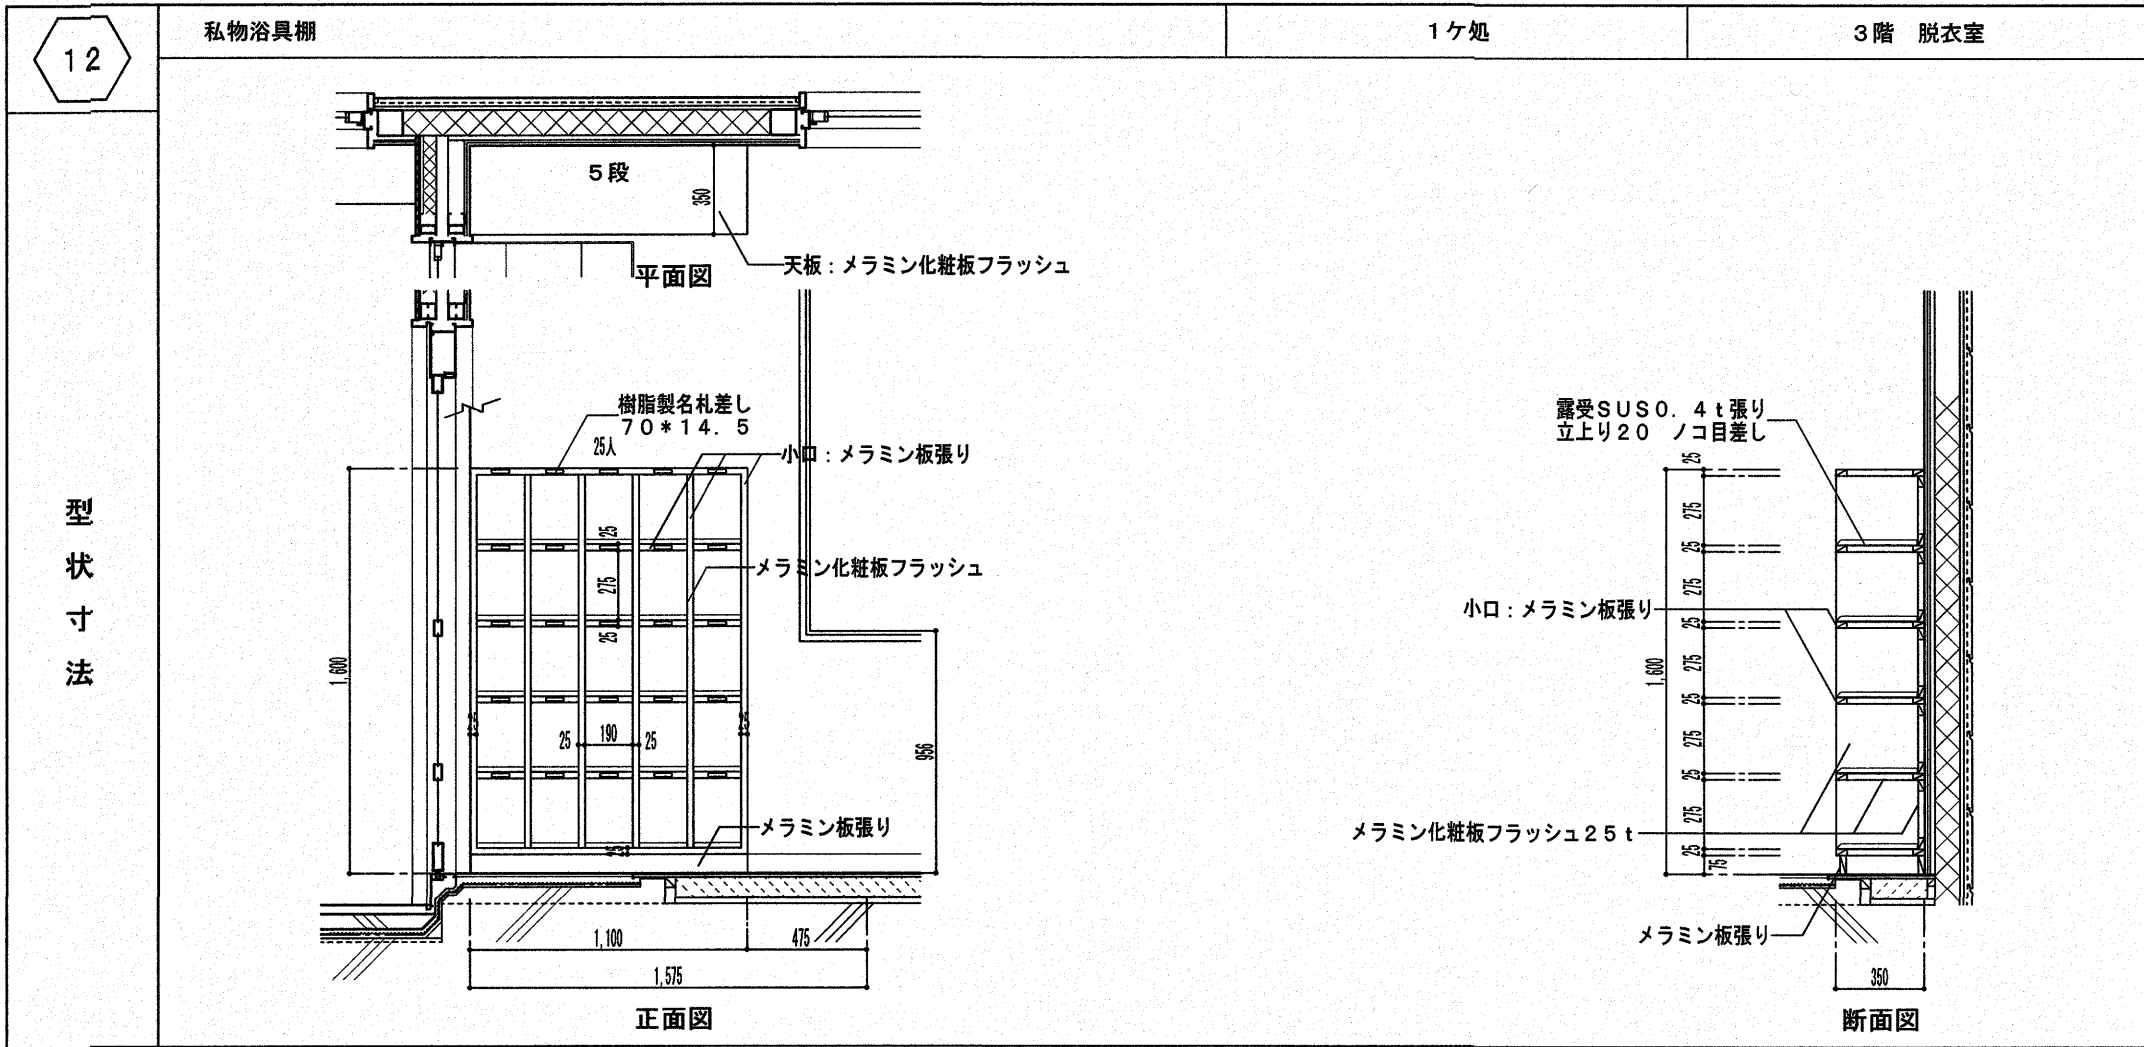 12
私物浴具棚
1ケ処
3階 脱衣室
型状寸法
5段
350
天板：メラミン化粧板フラッシュ
平面図
樹脂製名札差し
70*14.5
25人
小口：メラミン板張り
25
275
25
メラミン化粧板フラッシュ
1,600
25
25
25
190
25
956
メラミン板張り
25
1,100
475
1,575
正面図
露受SUS0.4t張り
立上り20 ノコ目差し
25
275
25
275
25
275
25
275
25
275
25
75
1,600
小口：メラミン板張り
メラミン化粧板フラッシュ25t
メラミン板張り
350
断面図